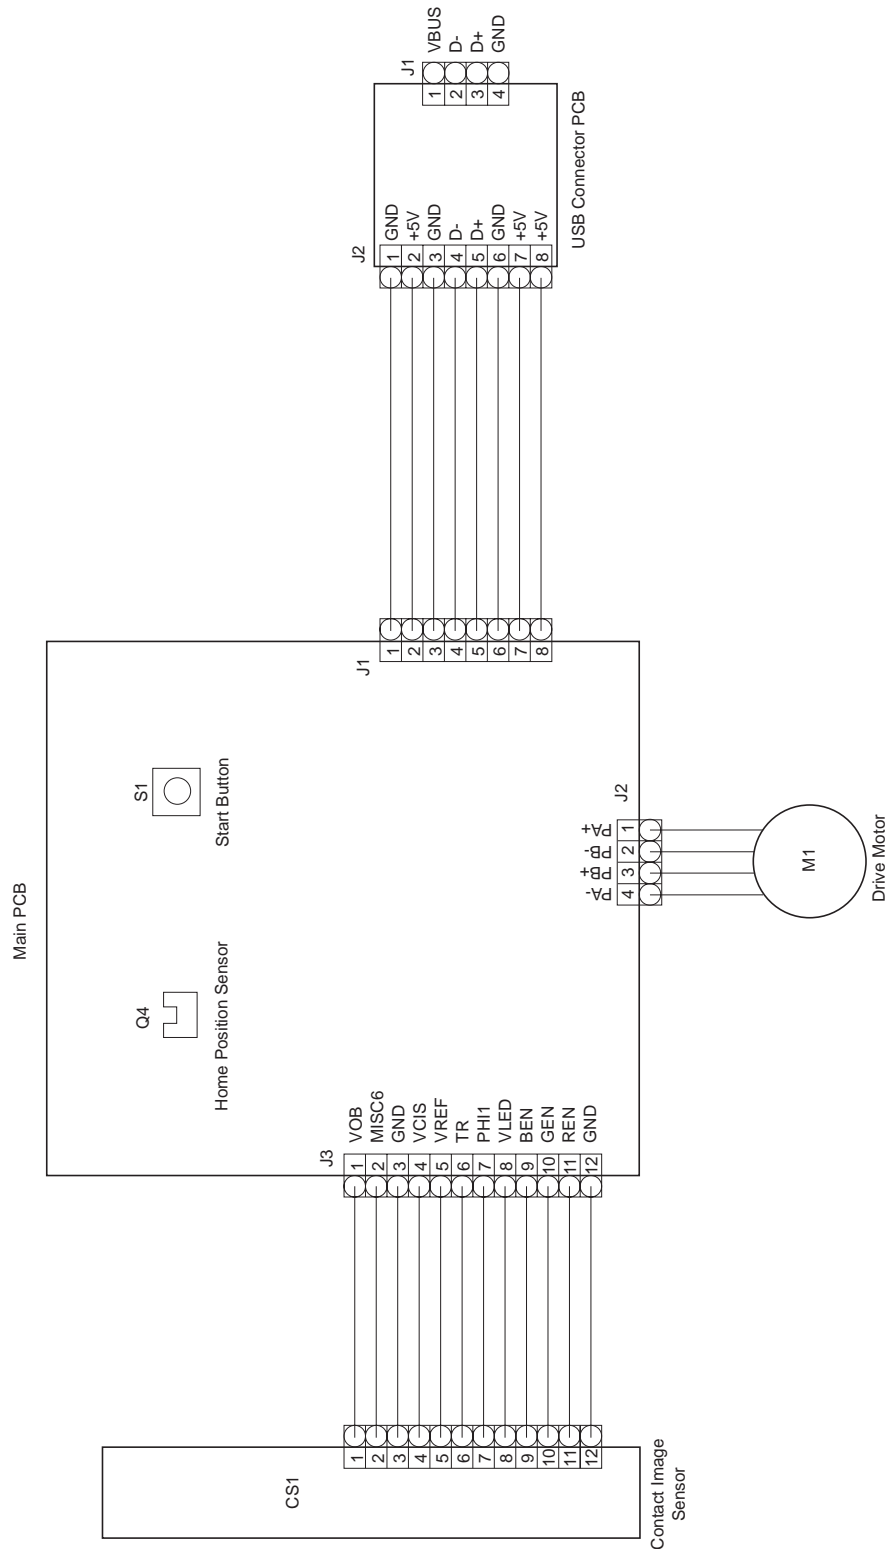 J1
VBUS
D-
D+
GND
1
2
3
4
USB Connector PCB
J2
GND
+5V
GND
D-
D+
GND
+5V
+5V
1
2
3
4
5
6
7
8
Main PCB
J1
1
2
3
4
5
6
7
8
S1
Start Button
Q4
Home Position Sensor
J2
PA+
PB-
PB+
PA-
1
2
3
4
M1
Drive Motor
J3
VOB
MISC6
GND
VCIS
VREF
TR
PHI1
VLED
BEN
GEN
REN
GND
1
2
3
4
5
6
7
8
9
10
11
12
CS1
1
2
3
4
5
6
7
8
9
10
11
12
Contact Image
Sensor